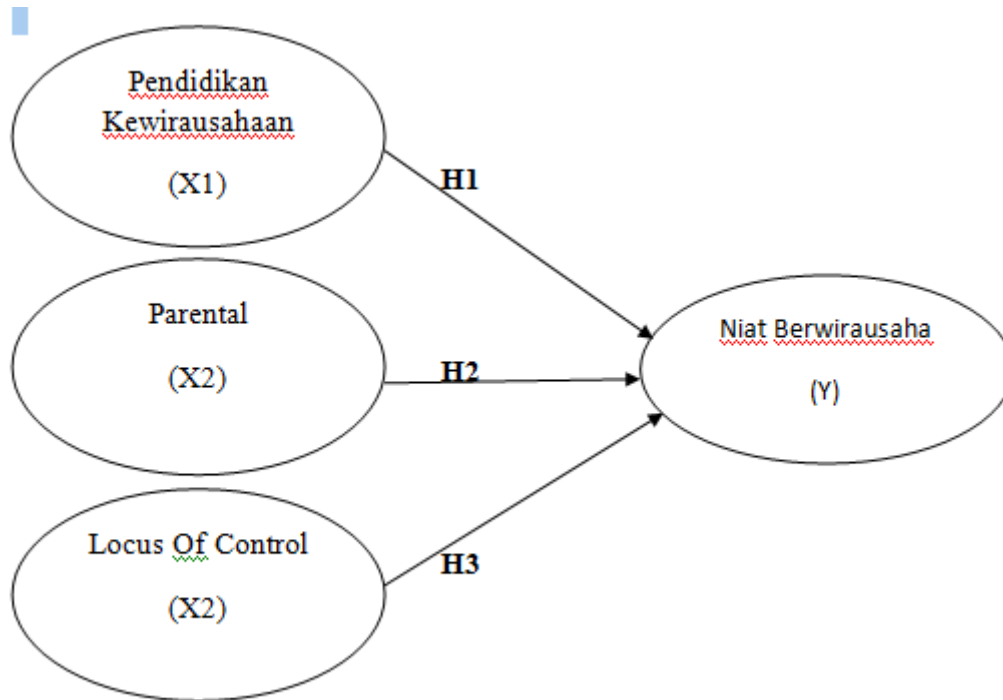 Pendidikan
Kewirausahaan
(X1)
H1
Parental
(X2)
H2
Niat Berwirausaha
(Y)
Locus Of Control
(X2)
H3